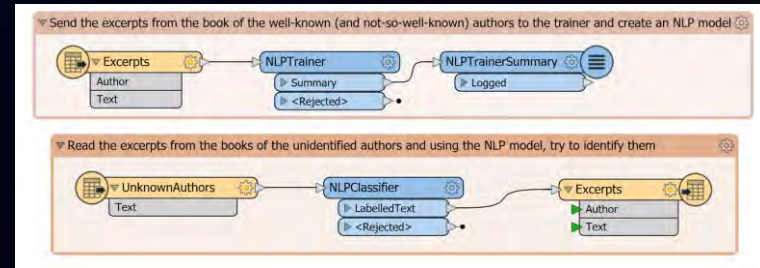 Send the excerpts from the book of the well-known (and not-so-well-known) authors to the trainer and create an NLP model
Excerpts
Author
Text
NLPTrainer
Summary
<Rejected>
NLPTrainerSummary
Logged
Read the excerpts from the books of the unidentified authors and using the NLP model, try to identify them
UnknownAuthors
Text
NLPClassifier
LabelledText
<Rejected>
Excerpts
Author
Text